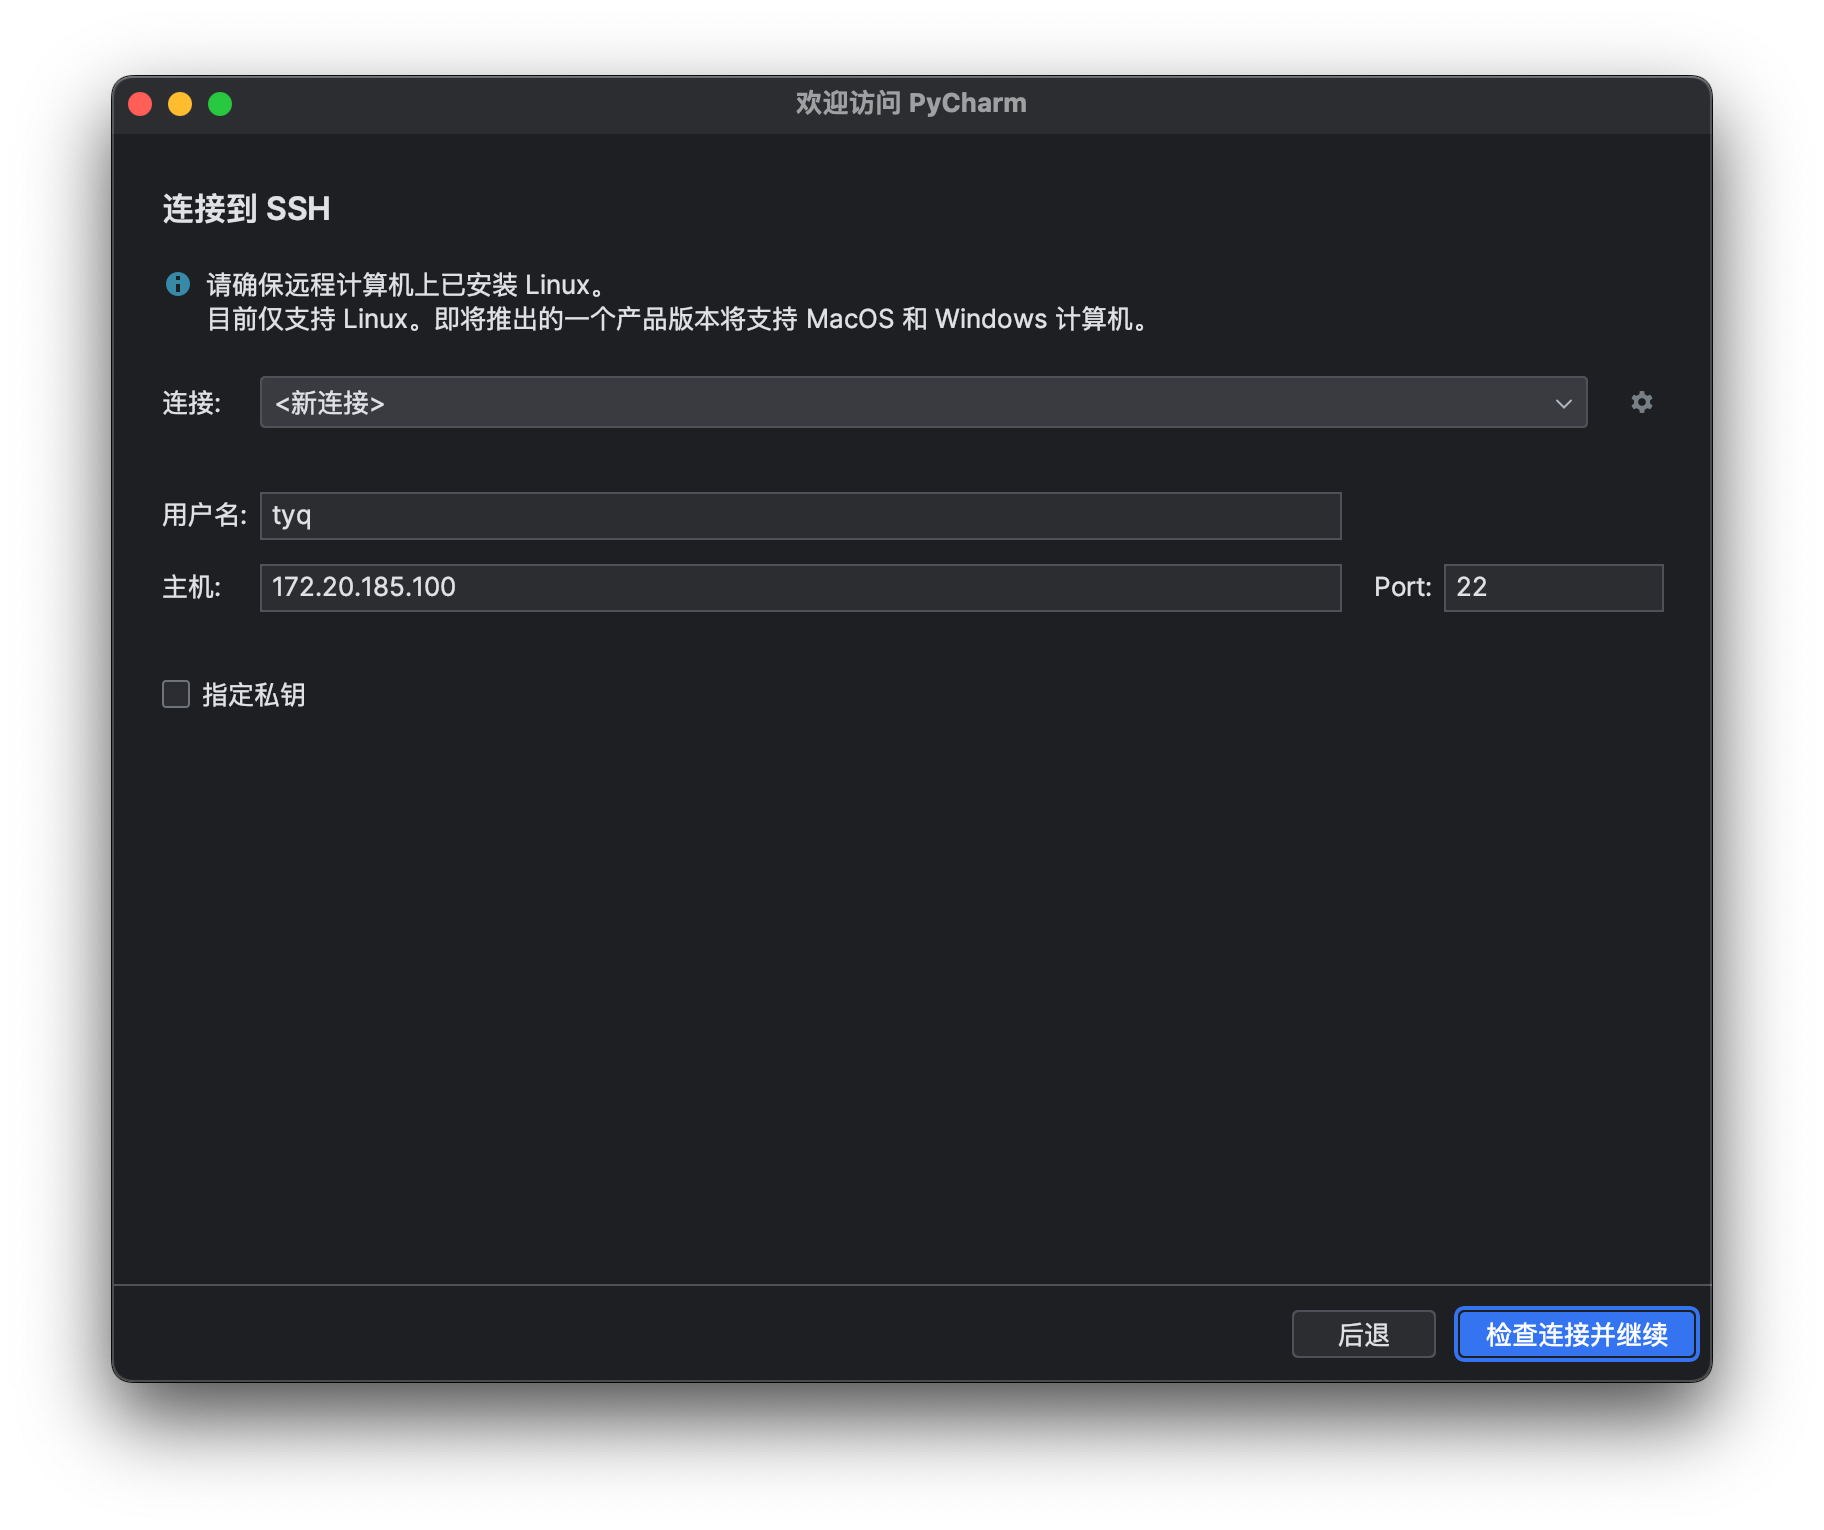 欢迎访问 PyCharm
连接到 SSH
请确保远程计算机上已安装 Linux。
目前仅支持 Linux。即将推出的一个产品版本将支持 MacOS 和 Windows 计算机。
连接: <新连接>
用户名: tyq
主机: 172.20.185.100 Port: 22
指定私钥
后退 检查连接并继续